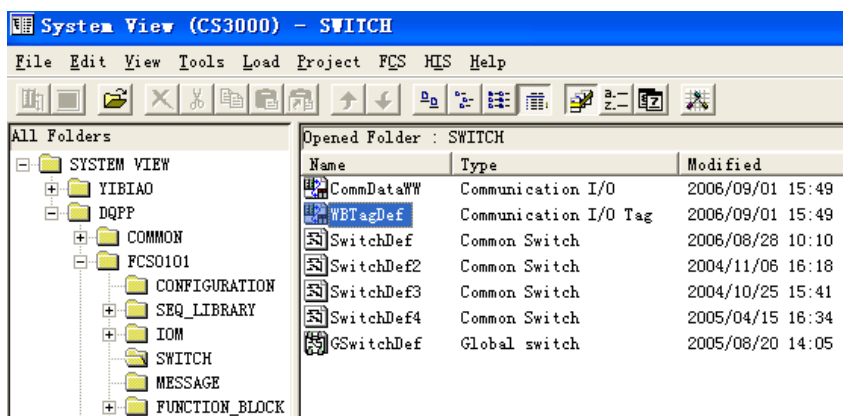 System View (CS3000) - SWITCH
File Edit View Tools Load Project FCS HIS Help
All Folders
Opened Folder : SWITCH
SYSTEM VIEW
YIBIAO
DQPP
COMMON
FCS0101
CONFIGURATION
SEQ_LIBRARY
IOM
SWITCH
MESSAGE
FUNCTION_BLOCK
Name Type Modified
CommDataWW Communication I/O 2006/09/01 15:49
WBTagDef Communication I/O Tag 2006/09/01 15:49
SwitchDef Common Switch 2006/08/28 10:10
SwitchDef2 Common Switch 2004/11/06 16:18
SwitchDef3 Common Switch 2004/10/25 15:41
SwitchDef4 Common Switch 2005/04/15 16:34
GSwitchDef Global switch 2005/08/20 14:05